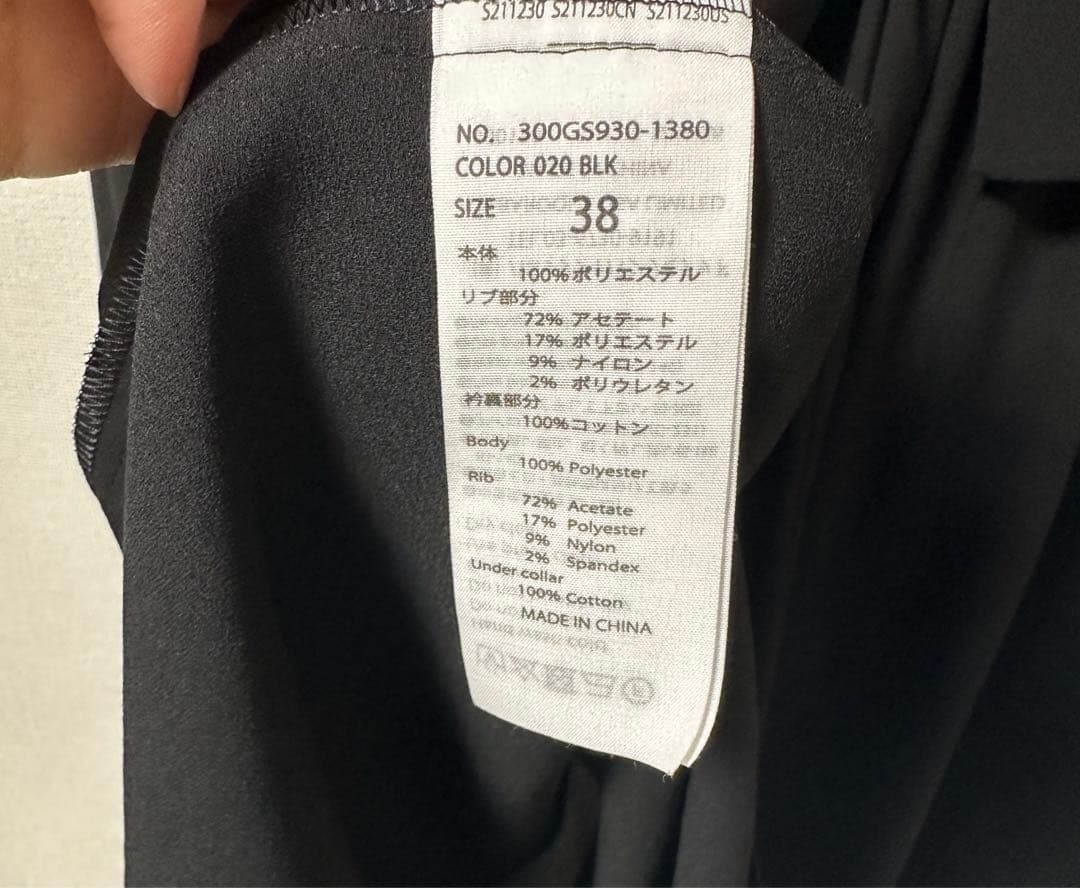 S211230 S211230CN S211230US
NO. 300GS930-1380
COLOR 020 BLK
SIZE 38
本体
100% ポリエステル
リブ部分
72% アセテート
17% ポリエステル
9% ナイロン
2% ポリウレタン
衿裏部分
100% コットン
Body
100% Polyester
Rib
72% Acetate
17% Polyester
9% Nylon
2% Spandex
Under collar
100% Cotton
MADE IN CHINA